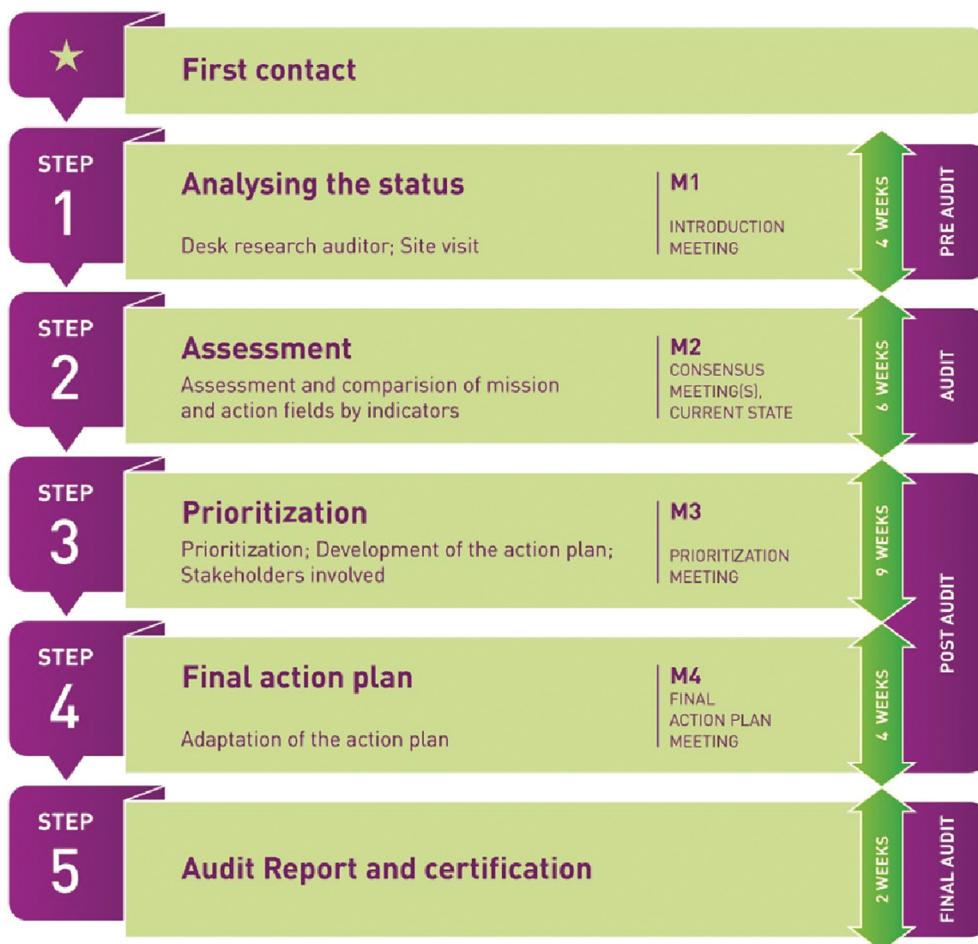 First contact
STEP
1
Analysing the status
Desk research auditor; Site visit
M1
INTRODUCTION
MEETING
4 WEEKS
PRE AUDIT
STEP
2
Assessment
Assessment and comparision of mission
and action fields by indicators
M2
CONSENSUS
MEETING(S),
CURRENT STATE
6 WEEKS
AUDIT
STEP
3
Prioritization
Prioritization; Development of the action plan;
Stakeholders involved
M3
PRIORITIZATION
MEETING
9 WEEKS
POST AUDIT
STEP
4
Final action plan
Adaptation of the action plan
M4
FINAL
ACTION PLAN
MEETING
4 WEEKS
STEP
5
Audit Report and certification
2 WEEKS
FINAL AUDIT